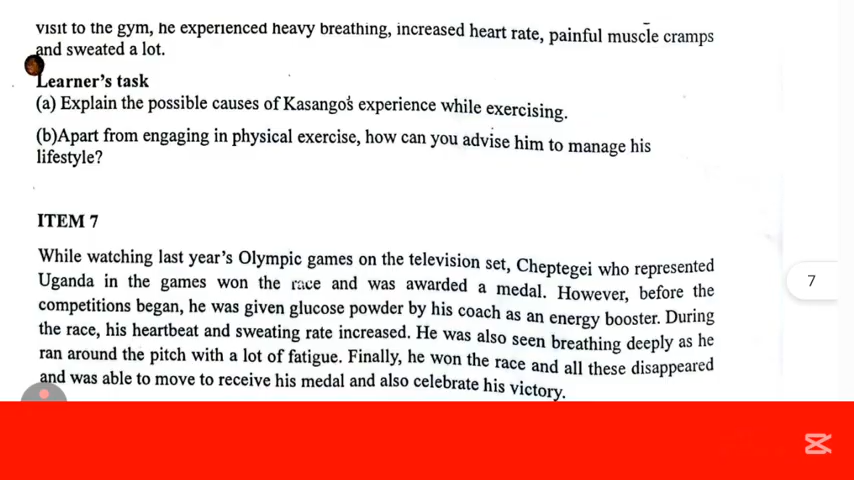 visit to the gym, he experienced heavy breathing, increased heart rate, painful muscle cramps
and sweated a lot.
Learner's task
(a) Explain the possible causes of Kasango's experience while exercising.
(b)Apart from engaging in physical exercise, how can you advise him to manage his
lifestyle?
ITEM 7
While watching last year's Olympic games on the television set, Cheptegei who represented
Uganda in the games won the race and was awarded a medal. However, before the
competitions began, he was given glucose powder by his coach as an energy booster. During
the race, his heartbeat and sweating rate increased. He was also seen breathing deeply as he
ran around the pitch with a lot of fatigue. Finally, he won the race and all these disappeared
and was able to move to receive his medal and also celebrate his victory.
7